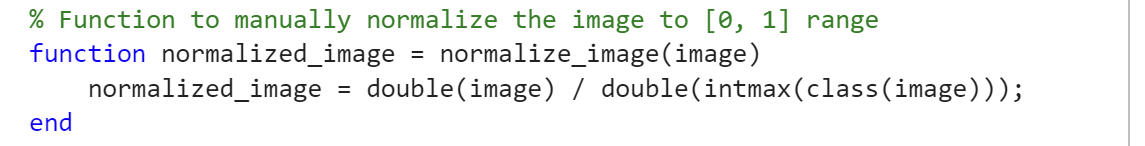 % Function to manually normalize the image to [0, 1] range
function normalized_image = normalize_image(image)
    normalized_image = double(image) / double(intmax(class(image)));
end